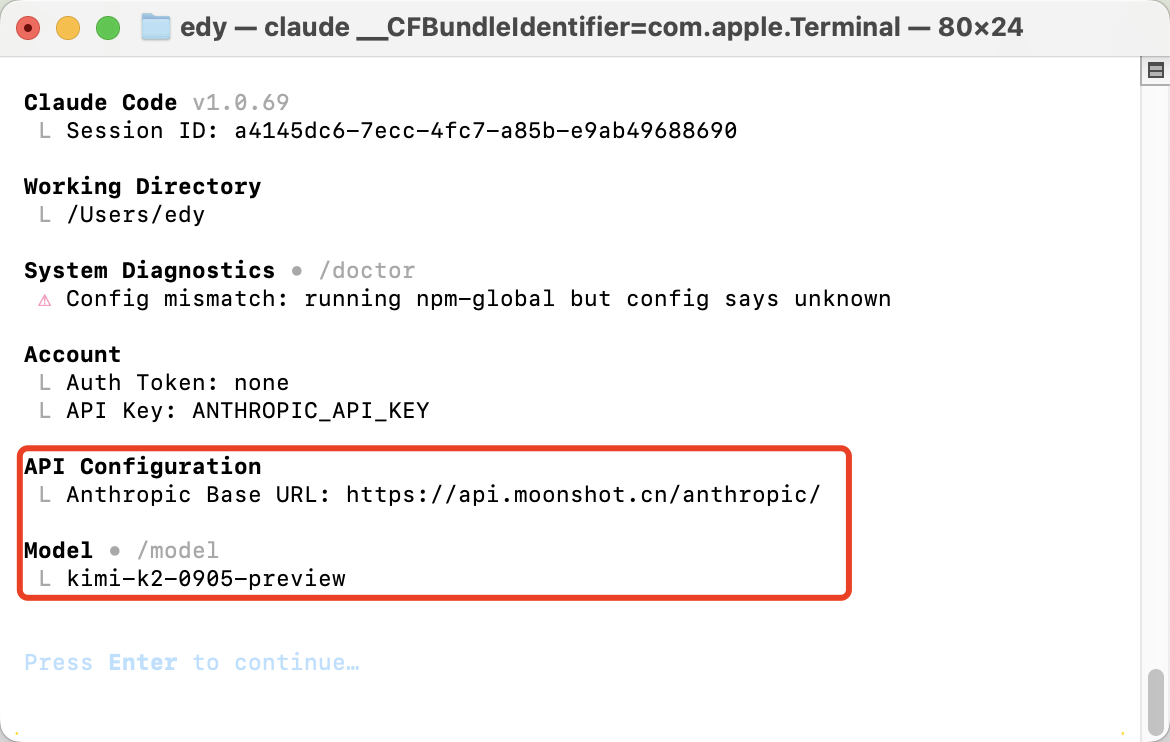 edy — claude __CFBundleIdentifier=com.apple.Terminal — 80×24
Claude Code v1.0.69
└ Session ID: a4145dc6-7ecc-4fc7-a85b-e9ab49688690
Working Directory
└ /Users/edy
System Diagnostics • /doctor
⚠ Config mismatch: running npm-global but config says unknown
Account
└ Auth Token: none
└ API Key: ANTHROPIC_API_KEY
API Configuration
└ Anthropic Base URL: https://api.moonshot.cn/anthropic/
Model • /model
└ kimi-k2-0905-preview
Press Enter to continue…